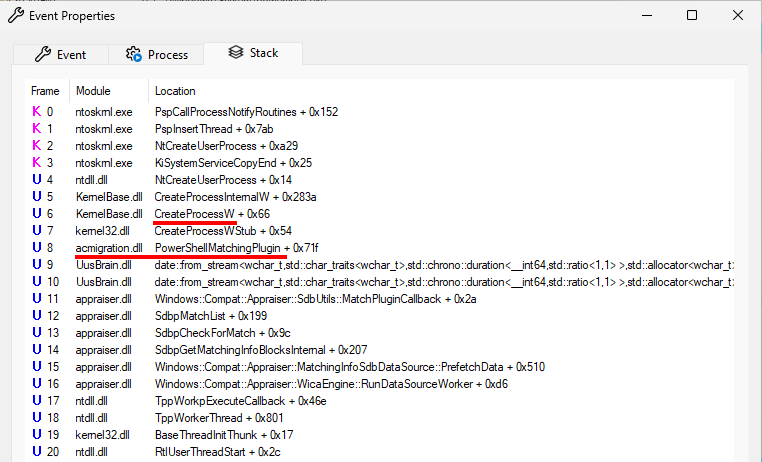 Event Properties
Event Process Stack
Frame Module Location
K 0 ntoskrnl.exe PspCallProcessNotifyRoutines + 0x152
K 1 ntoskrnl.exe PspInsertThread + 0x7ab
K 2 ntoskrnl.exe NtCreateUserProcess + 0xa29
K 3 ntoskrnl.exe KiSystemServiceCopyEnd + 0x25
U 4 ntdll.dll NtCreateUserProcess + 0x14
U 5 KernelBase.dll CreateProcessInternalW + 0x283a
U 6 KernelBase.dll CreateProcessW + 0x66
U 7 kernel32.dll CreateProcessWStub + 0x54
U 8 acmigration.dll PowerShellMatchingPlugin + 0x71f
U 9 UusBrain.dll date::from_stream<wchar_t,std::char_traits<wchar_t>,std::chrono::duration<__int64,std::ratio<1,1> >,std::allocator<wchar_t>
U 10 UusBrain.dll date::from_stream<wchar_t,std::char_traits<wchar_t>,std::chrono::duration<__int64,std::ratio<1,1> >,std::allocator<wchar_t>
U 11 appraiser.dll Windows::Compat::Appraiser::SdbUtils::MatchPluginCallback + 0x2a
U 12 appraiser.dll SdbpMatchList + 0x199
U 13 appraiser.dll SdbpCheckForMatch + 0x9c
U 14 appraiser.dll SdbpGetMatchingInfoBlocksInternal + 0x207
U 15 appraiser.dll Windows::Compat::Appraiser::MatchingInfoSdbDataSource::PrefetchData + 0x510
U 16 appraiser.dll Windows::Compat::Appraiser::WicaEngine::RunDataSourceWorker + 0xd6
U 17 ntdll.dll TppWorkpExecuteCallback + 0x46e
U 18 ntdll.dll TppWorkerThread + 0x801
U 19 kernel32.dll BaseThreadInitThunk + 0x17
U 20 ntdll.dll RtlUserThreadStart + 0x2c